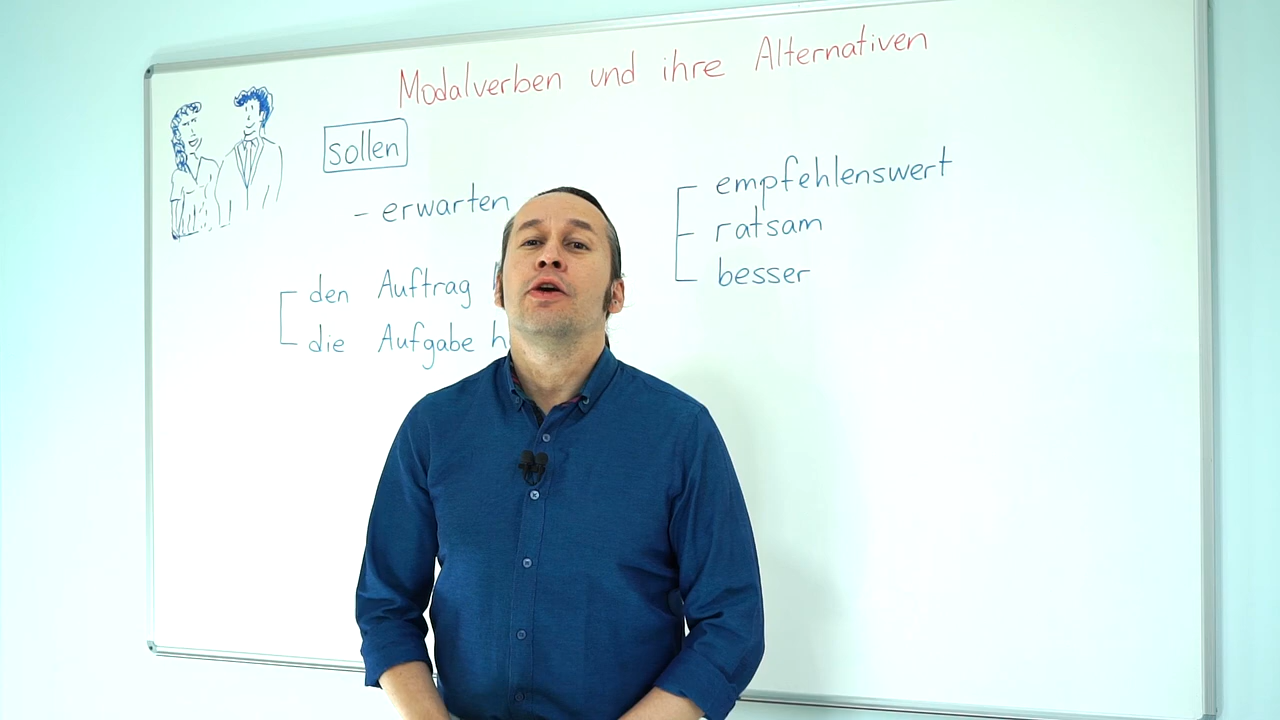 Modalverben und ihre Alternativen
sollen
- erwarten
den Auftrag
die Aufgabe h
empfehlenswert
ratsam
besser